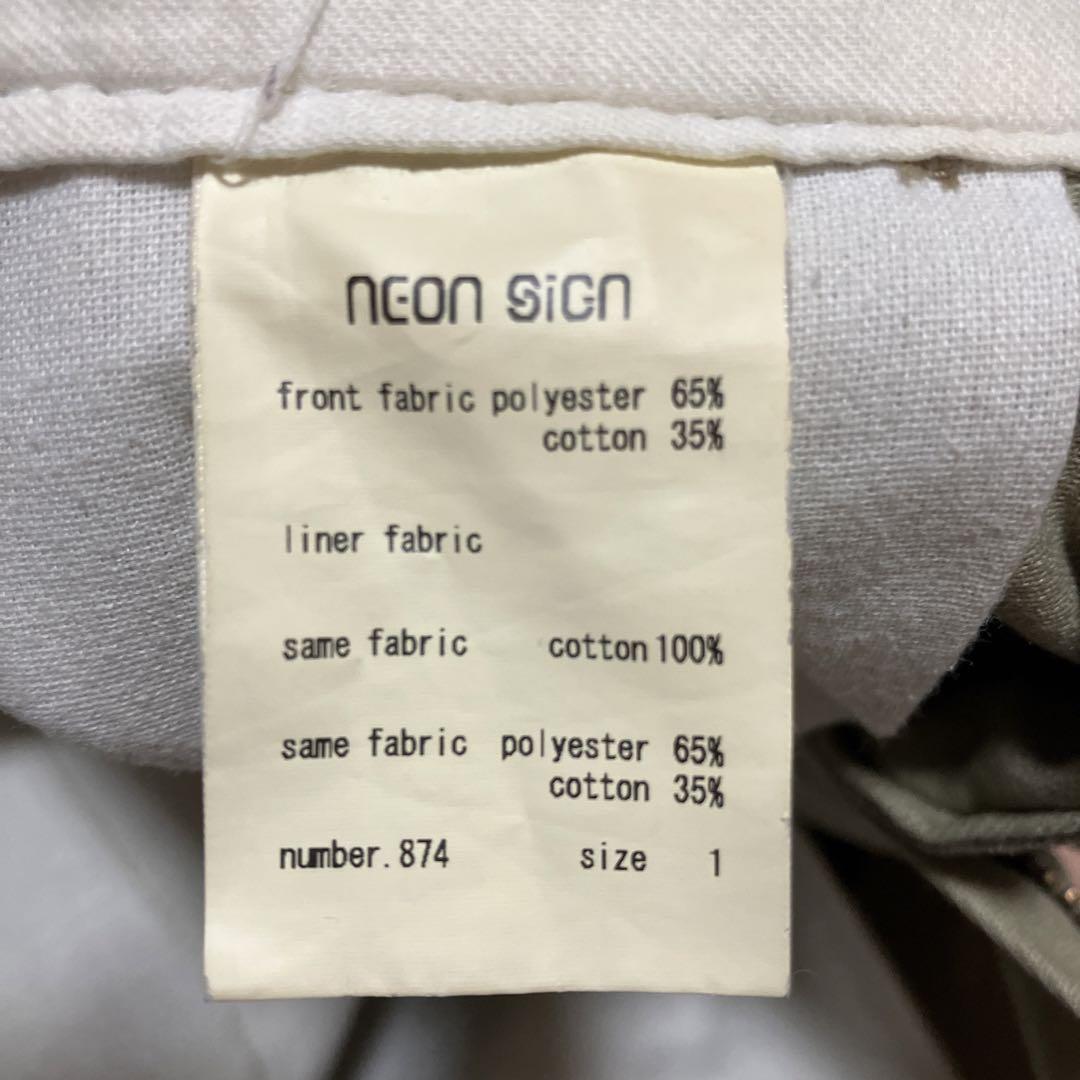 NEON SiGN
front fabric polyester 65%
cotton 35%
liner fabric
same fabric cotton 100%
same fabric polyester 65%
cotton 35%
number.874 size 1